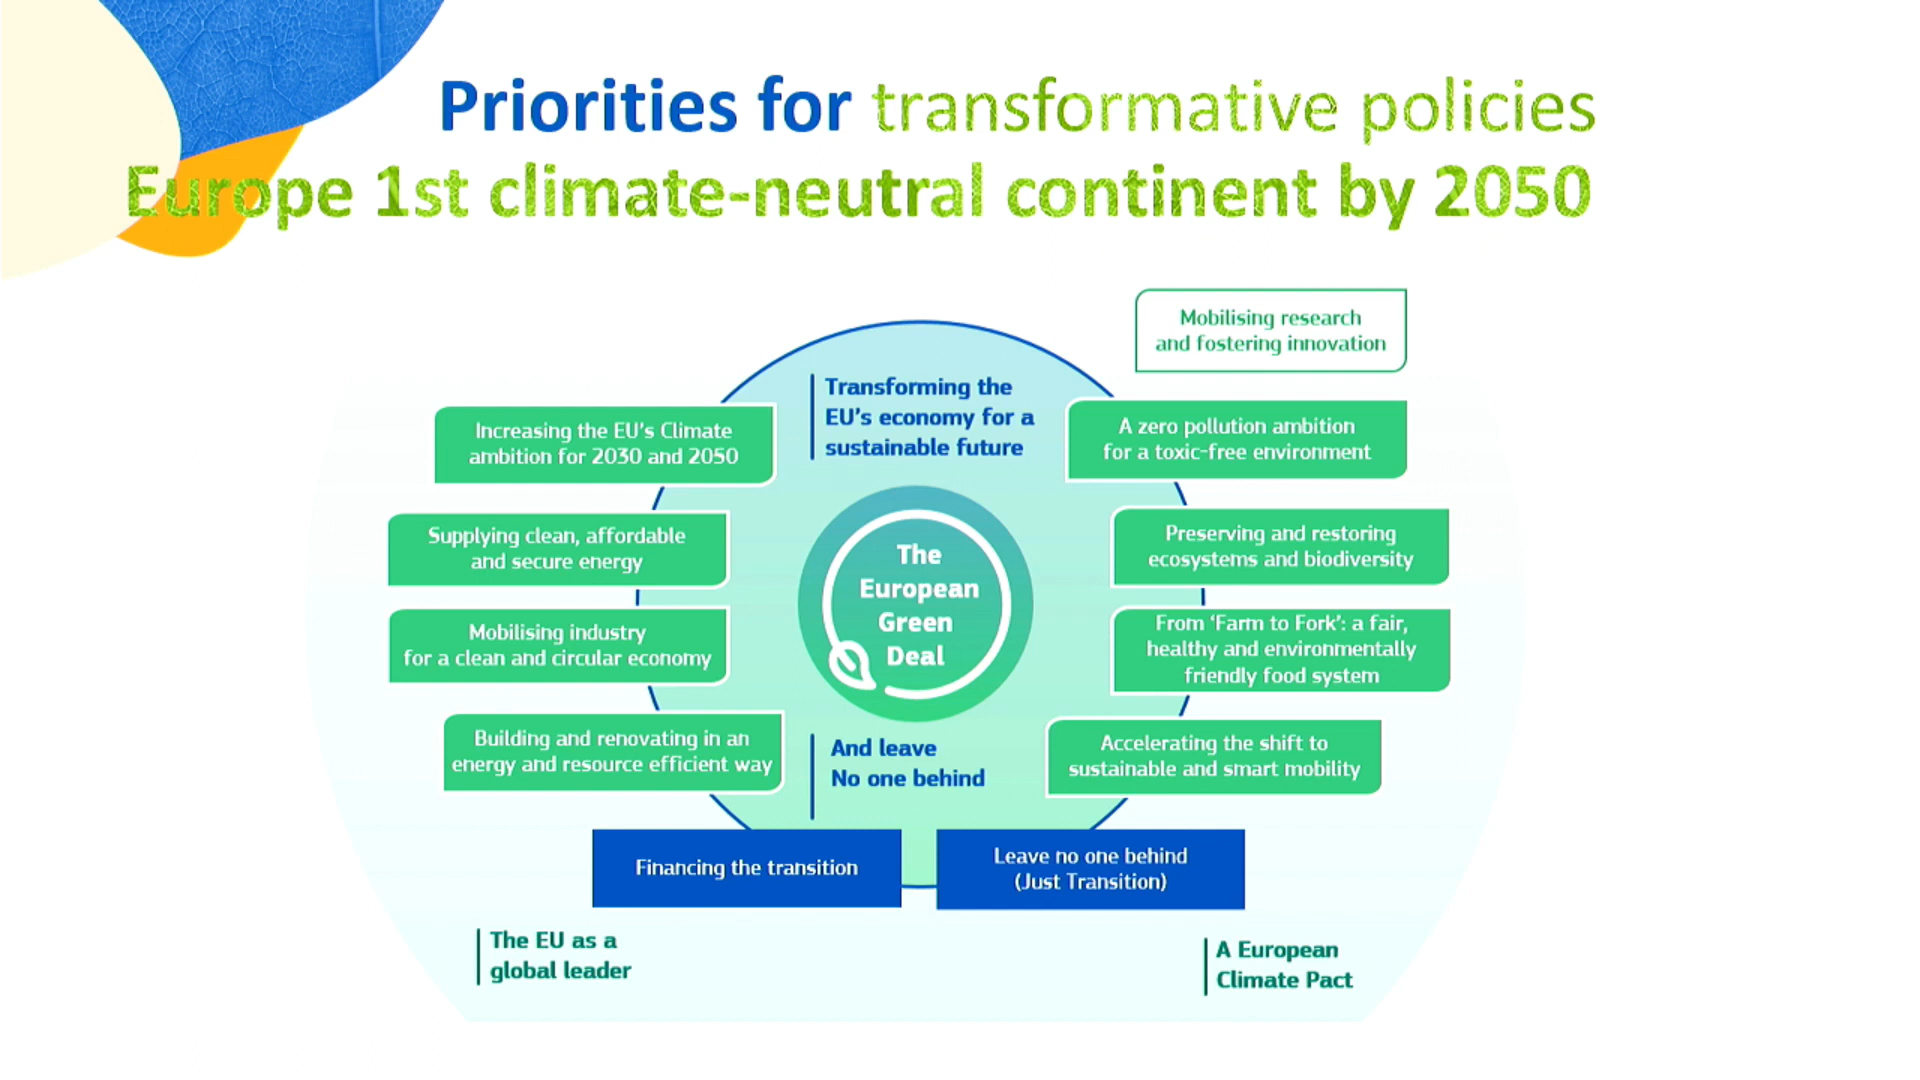 Priorities for transformative policies
Europe 1st climate-neutral continent by 2050
Mobilising research
and fostering innovation
Transforming the
EU's economy for a
sustainable future
Increasing the EU's Climate
ambition for 2030 and 2050
A zero pollution ambition
for a toxic-free environment
Supplying clean, affordable
and secure energy
Preserving and restoring
ecosystems and biodiversity
The
European
Green
Deal
Mobilising industry
for a clean and circular economy
From ‘Farm to Fork’: a fair,
healthy and environmentally
friendly food system
Building and renovating in an
energy and resource efficient way
And leave
No one behind
Accelerating the shift to
sustainable and smart mobility
Financing the transition
Leave no one behind
(Just Transition)
The EU as a
global leader
A European
Climate Pact